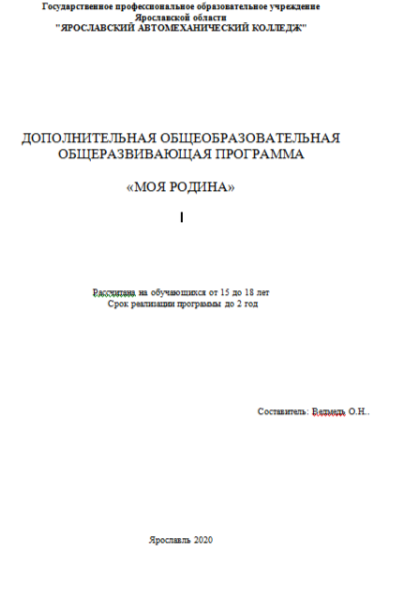 Государственное профессиональное образовательное учреждение
Ярославской области
"ЯРОСЛАВСКИЙ АВТОМЕХАНИЧЕСКИЙ КОЛЛЕДЖ"
ДОПОЛНИТЕЛЬНАЯ ОБЩЕОБРАЗОВАТЕЛЬНАЯ
ОБЩЕРАЗВИВАЮЩАЯ ПРОГРАММА
«МОЯ РОДИНА»
Рассчитана на обучающихся от 15 до 18 лет
Срок реализации программы до 2 год
Составитель: Ведмедь О.Н..
Ярославль 2020